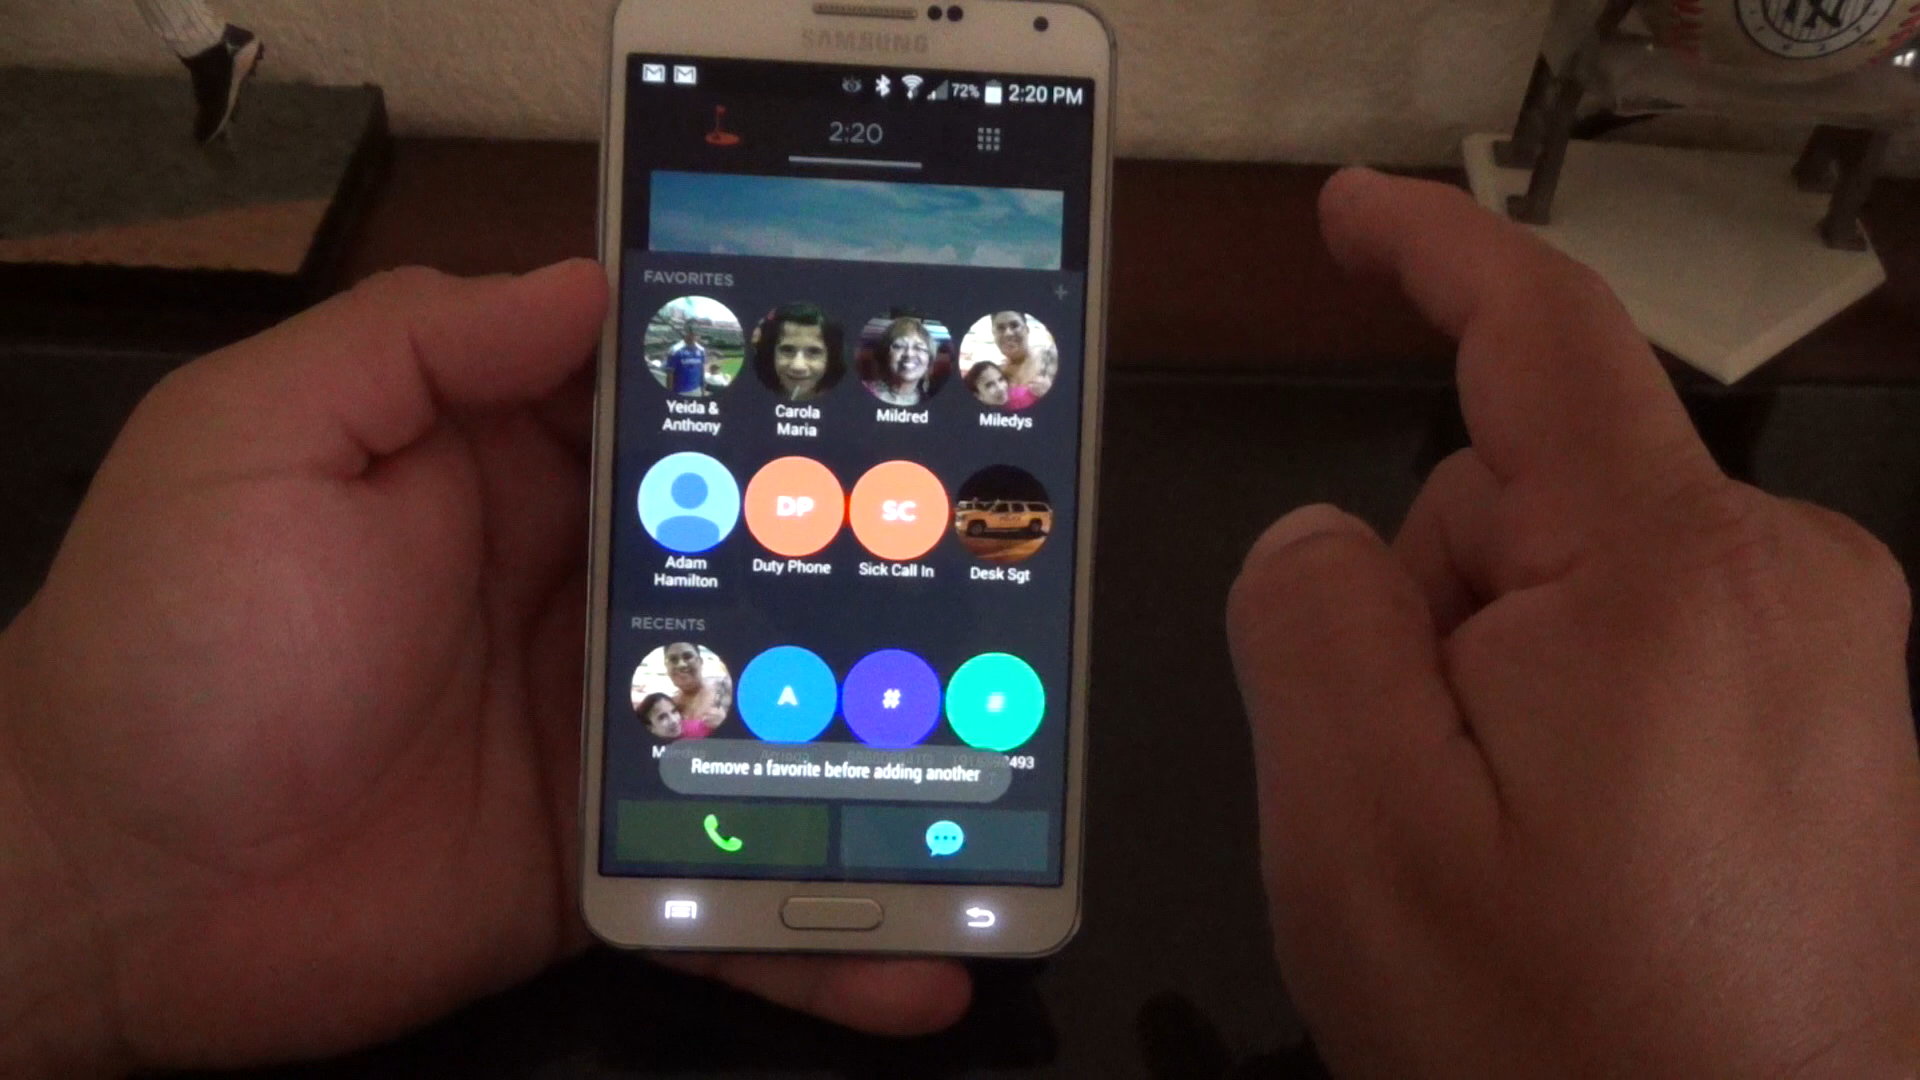 SAMSUNG
72% 2:20 PM
2:20
FAVORITES
+
Yeida &
Anthony
Carola
Maria
Mildred
Miledys
Adam
Hamilton
DP
Duty Phone
SC
Sick Call In
Desk Sgt
RECENTS
A
#
#
Remove a favorite before adding another